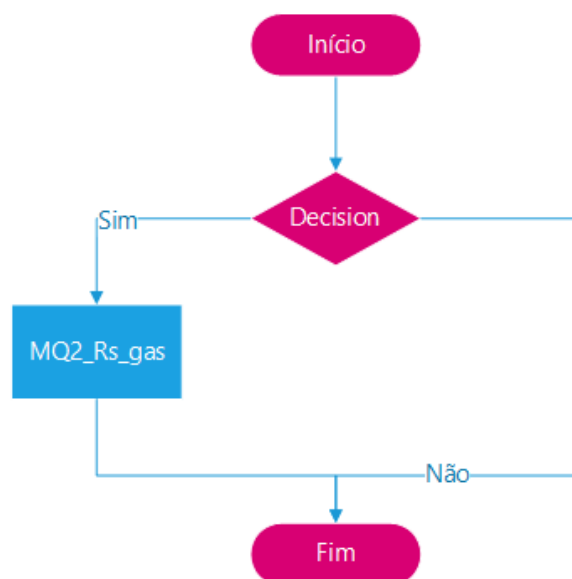 Início
Decision
Sim
MQ2_Rs_gas
Não
Fim